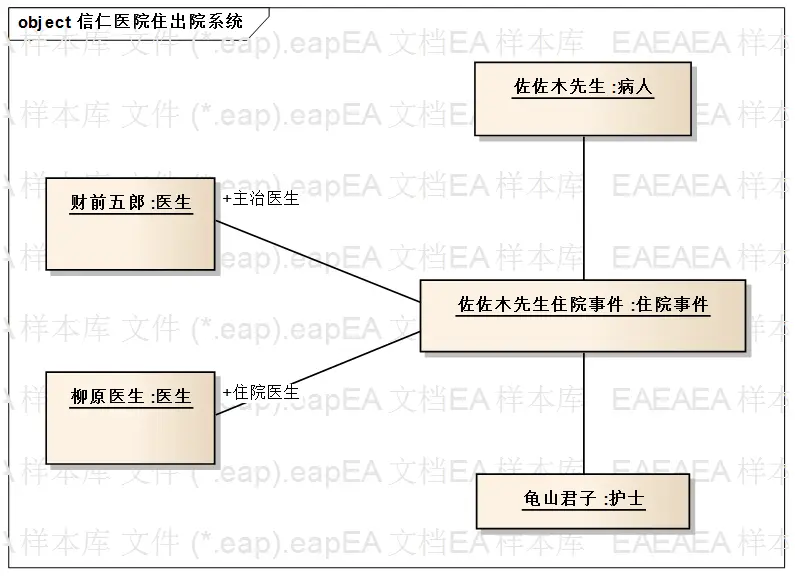 object 信仁医院住出院系统
佐佐木先生 :病人
财前五郎 :医生
+主治医生
佐佐木先生住院事件 :住院事件
柳原医生 :医生
+住院医生
龟山君子 :护士
EA 样本库 文件 (*.eap).eapEA 文档EA 样本库 EAEAEA 样本库